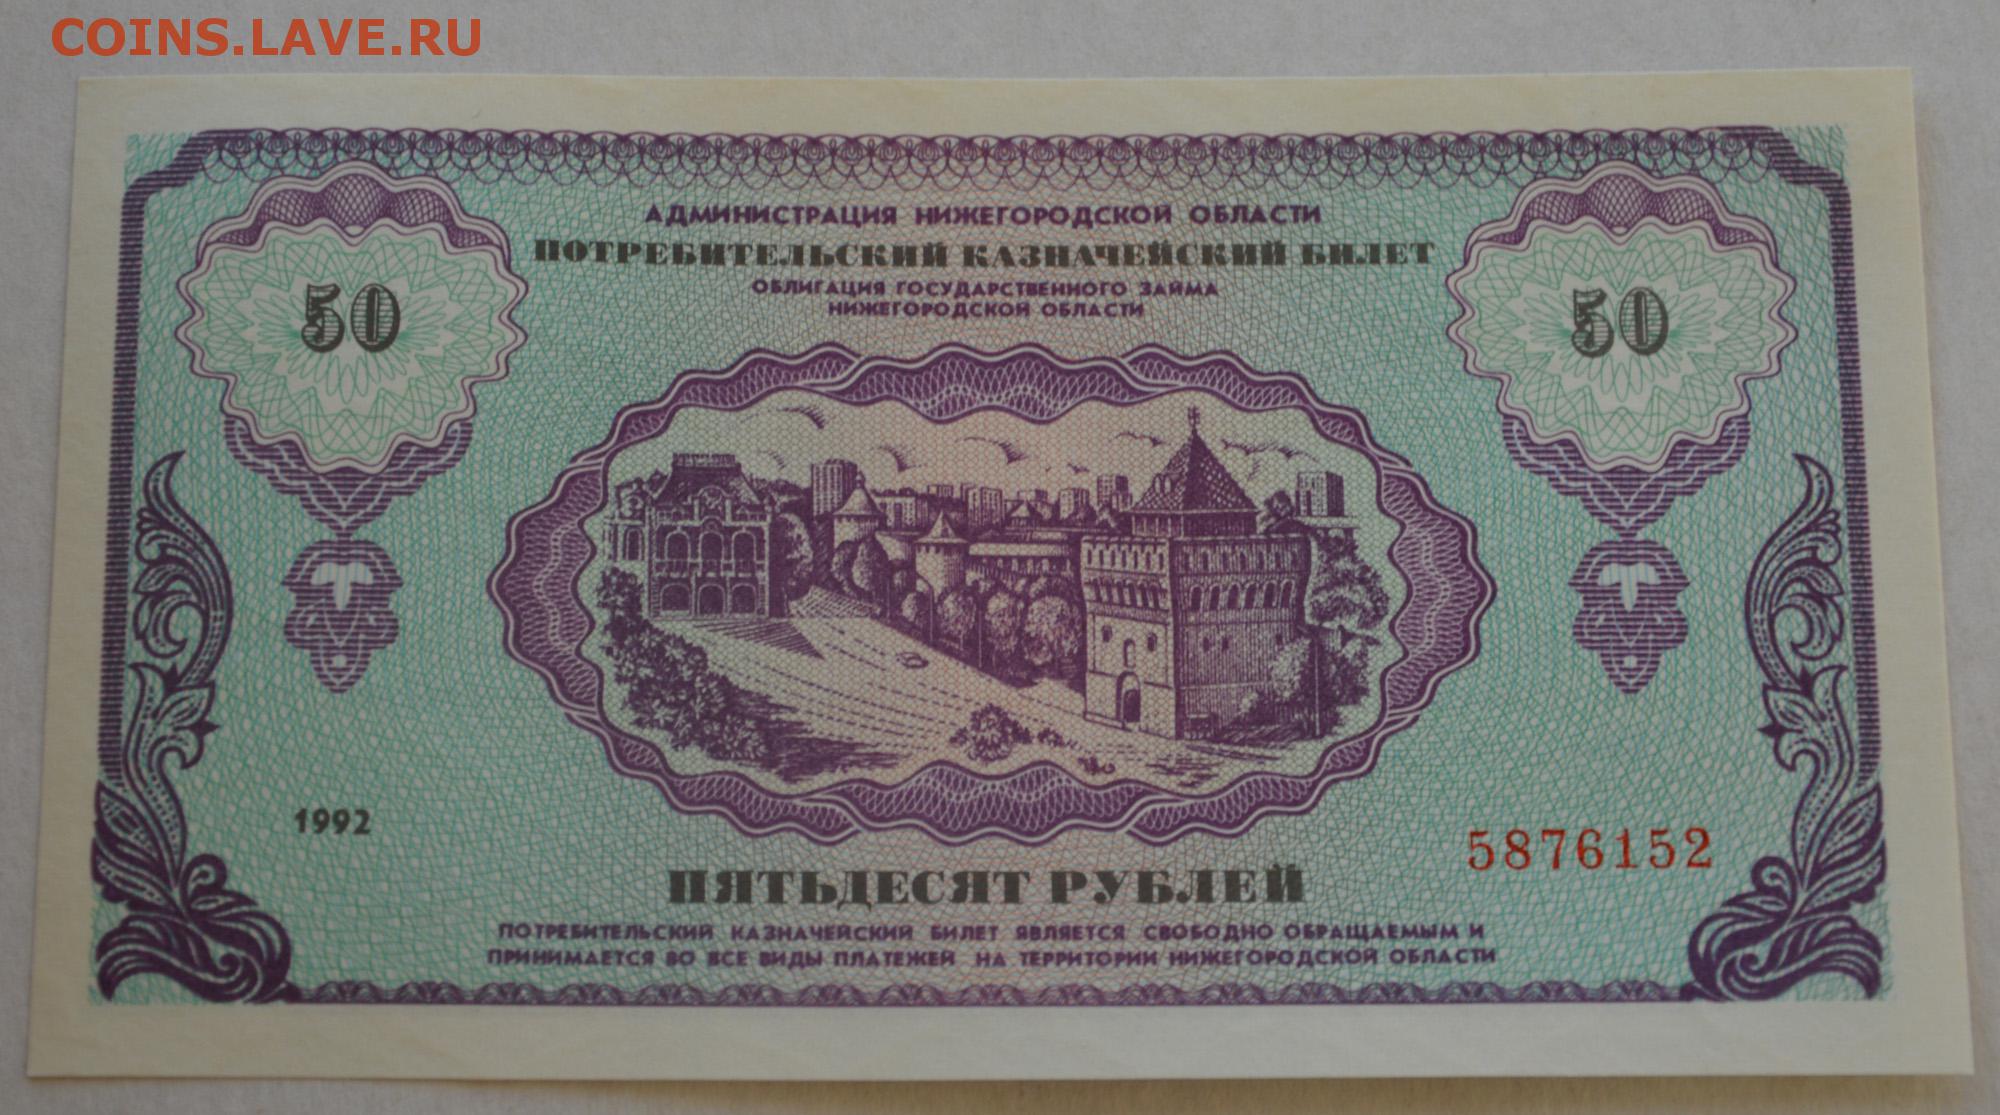 COINS.LAVE.RU
АДМИНИСТРАЦИЯ НИЖЕГОРОДСКОЙ ОБЛАСТИ
ПОТРЕБИТЕЛЬСКИЙ КАЗНАЧЕЙСКИЙ БИЛЕТ
ОБЛИГАЦИЯ ГОСУДАРСТВЕННОГО ЗАЙМА
НИЖЕГОРОДСКОЙ ОБЛАСТИ
50
50
1992
5876152
ПЯТЬДЕСЯТ РУБЛЕЙ
ПОТРЕБИТЕЛЬСКИЙ КАЗНАЧЕЙСКИЙ БИЛЕТ ЯВЛЯЕТСЯ СВОБОДНО ОБРАЩАЕМЫМ И
ПРИНИМАЕТСЯ ВО ВСЕ ВИДЫ ПЛАТЕЖЕЙ НА ТЕРРИТОРИИ НИЖЕГОРОДСКОЙ ОБЛАСТИ